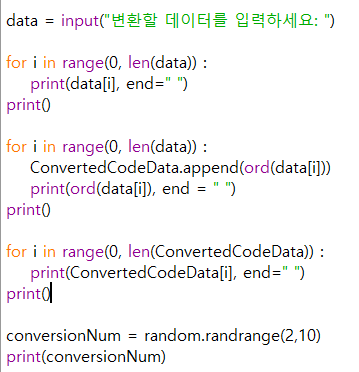 data = input("변환할 데이터를 입력하세요: ")
for i in range(0, len(data)) :
print(data[i], end=" ")
print()
for i in range(0, len(data)) :
ConvertedCodeData.append(ord(data[i]))
print(ord(data[i]), end = " ")
print()
for i in range(0, len(ConvertedCodeData)) :
print(ConvertedCodeData[i], end=" ")
print()
conversionNum = random.randrange(2,10)
print(conversionNum)